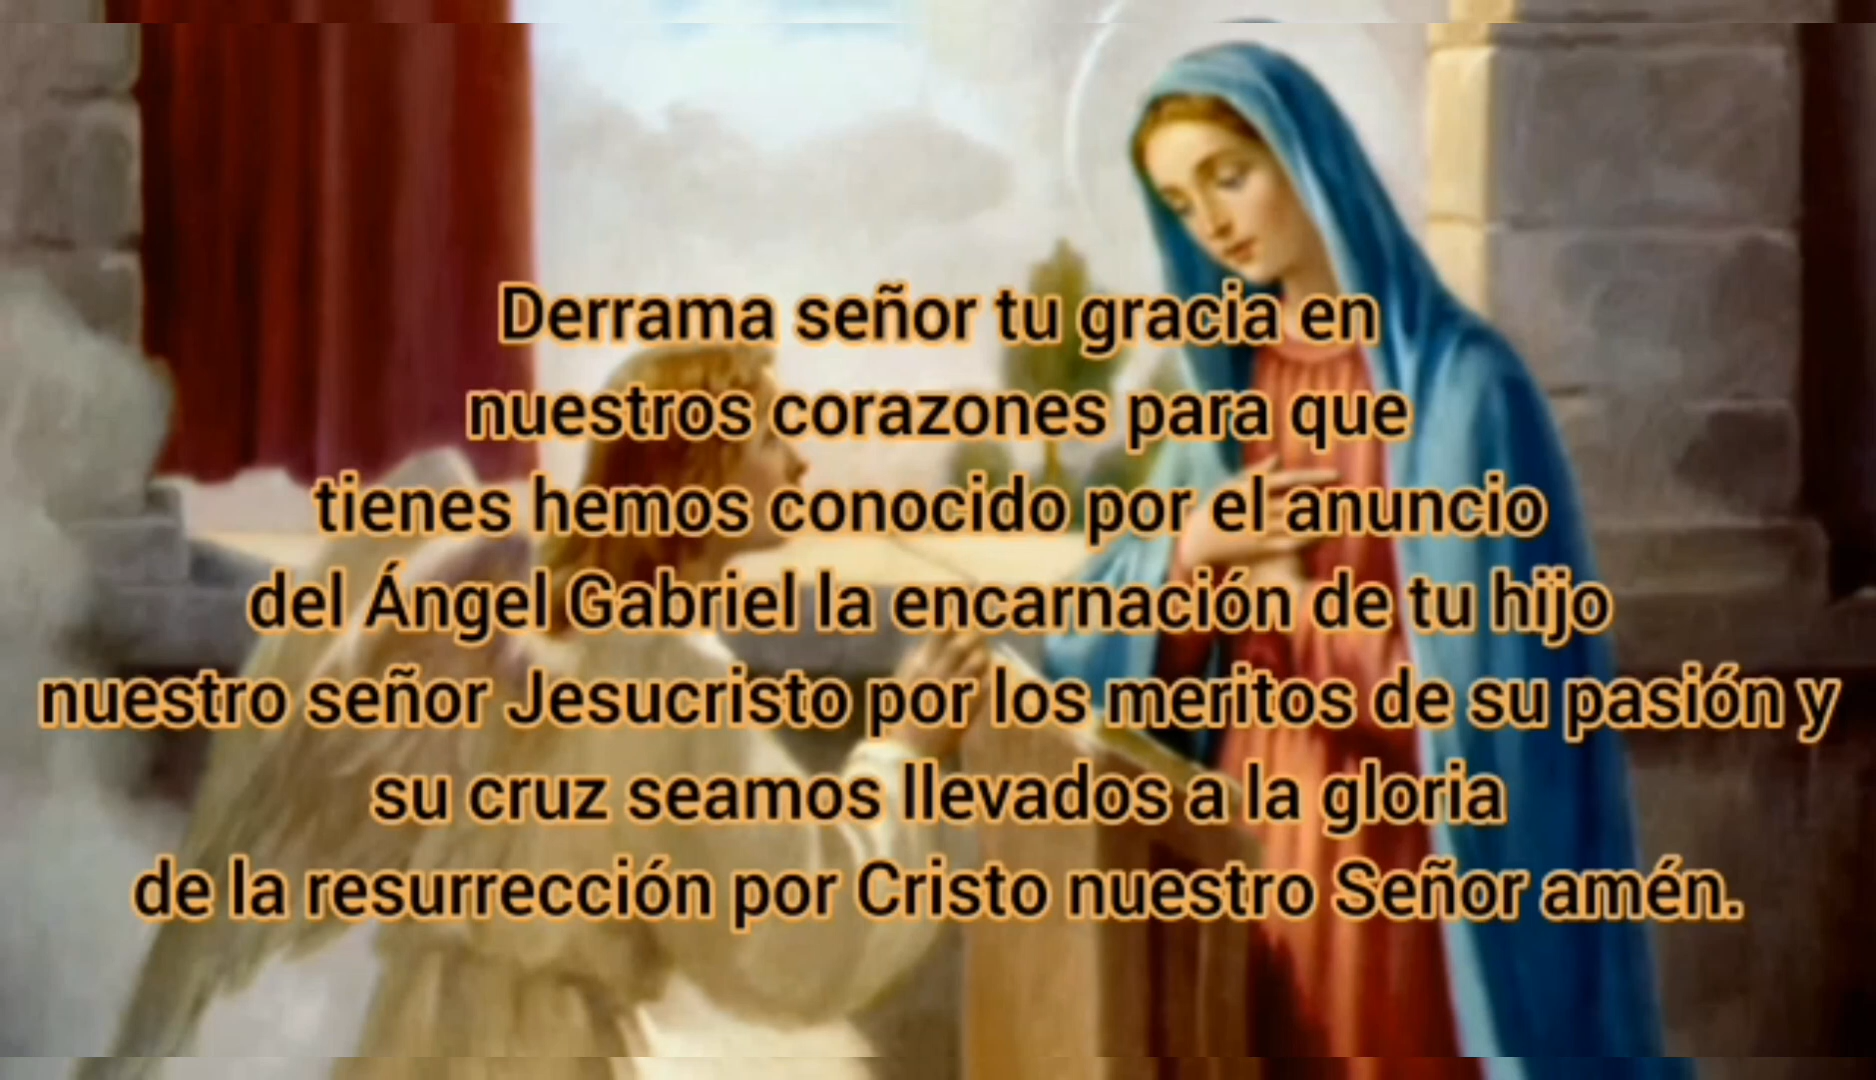 Derrama señor tu gracia en
nuestros corazones para que
tienes hemos conocido por el anuncio
del Ángel Gabriel la encarnación de tu hijo
nuestro señor Jesucristo por los meritos de su pasión y
su cruz seamos llevados a la gloria
de la resurrección por Cristo nuestro Señor amén.